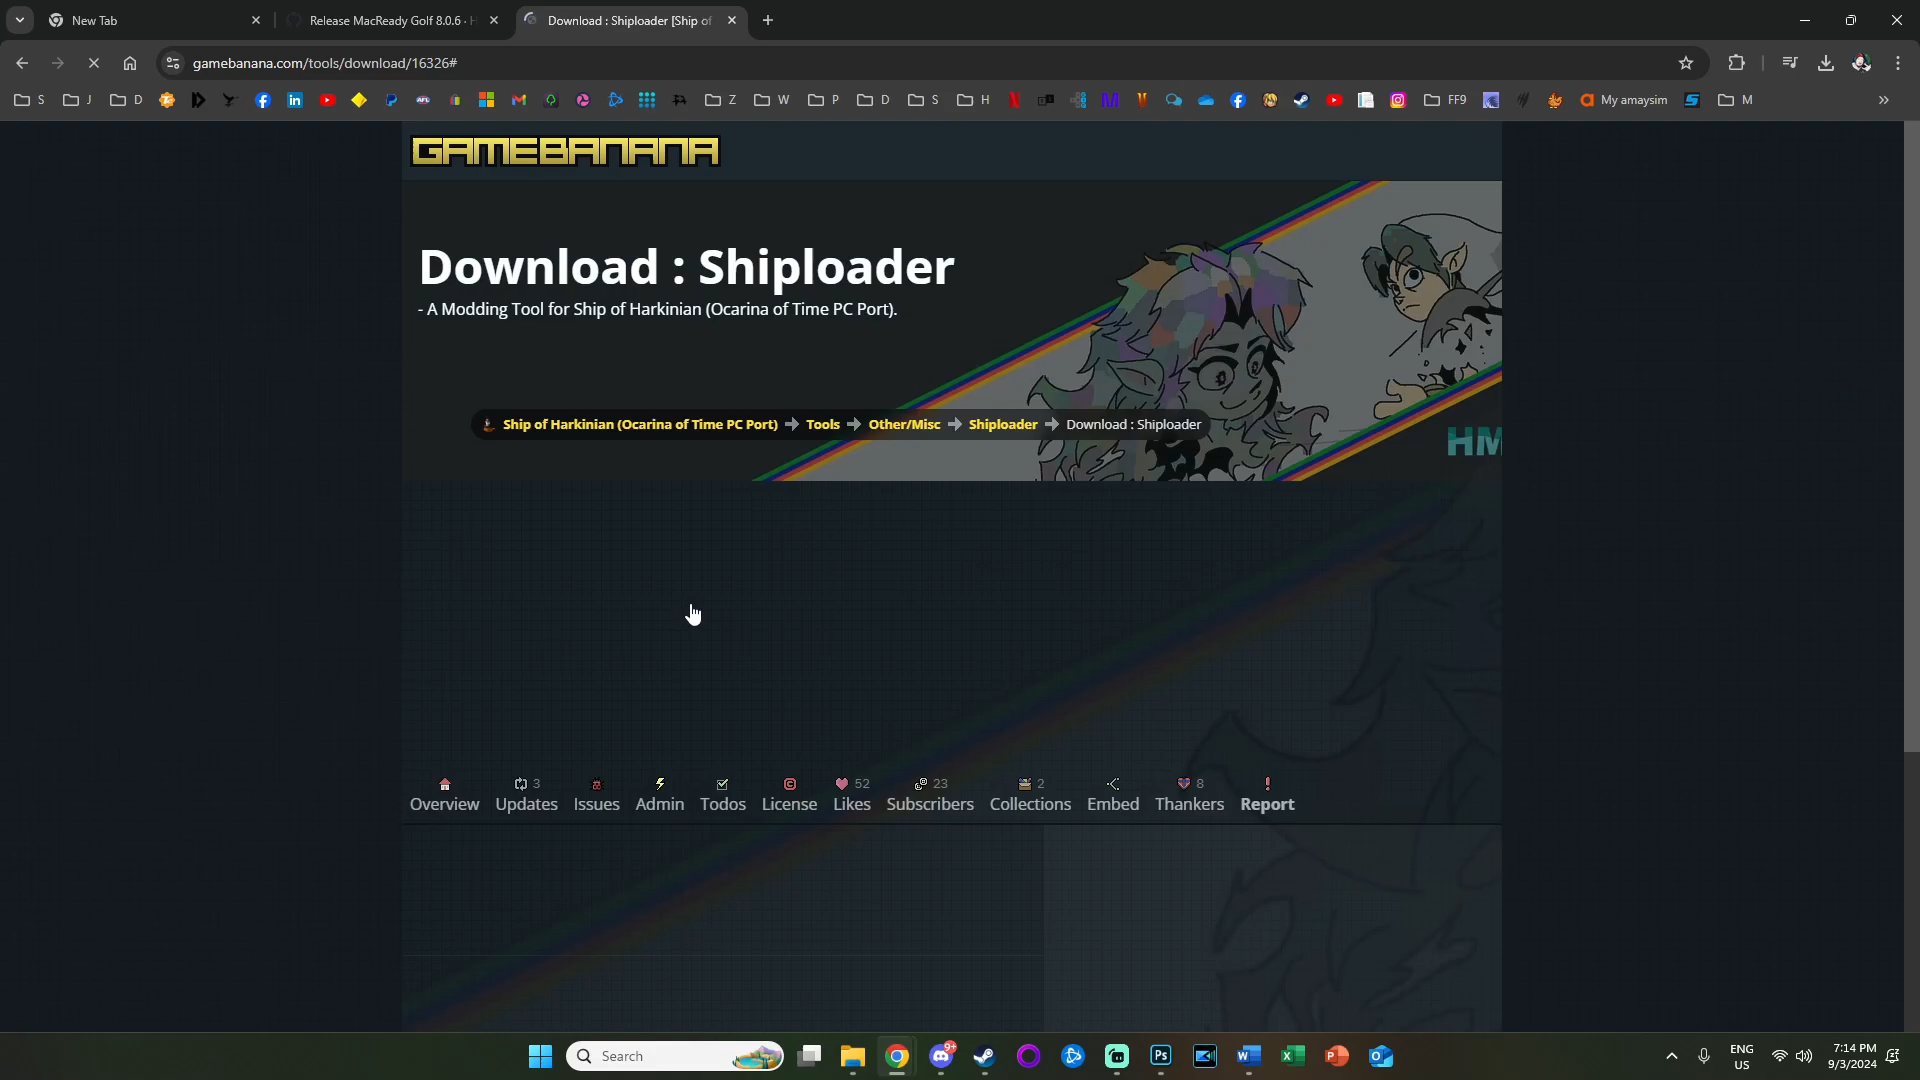 New Tab
Release MacReady Golf 8.0.6 · H
Download : Shiploader [Ship of
gamebanana.com/tools/download/16326#
S
J
D
Z
W
P
D
S
H
FF9
My amaysim
M
GAMEBANANA
Download : Shiploader
- A Modding Tool for Ship of Harkinian (Ocarina of Time PC Port).
Ship of Harkinian (Ocarina of Time PC Port) Tools Other/Misc Shiploader Download : Shiploader
HM
3
52
23
2
8
Overview Updates Issues Admin Todos License Likes Subscribers Collections Embed Thankers Report
Search
9+
Ps
ENG
US
7:14 PM
9/3/2024